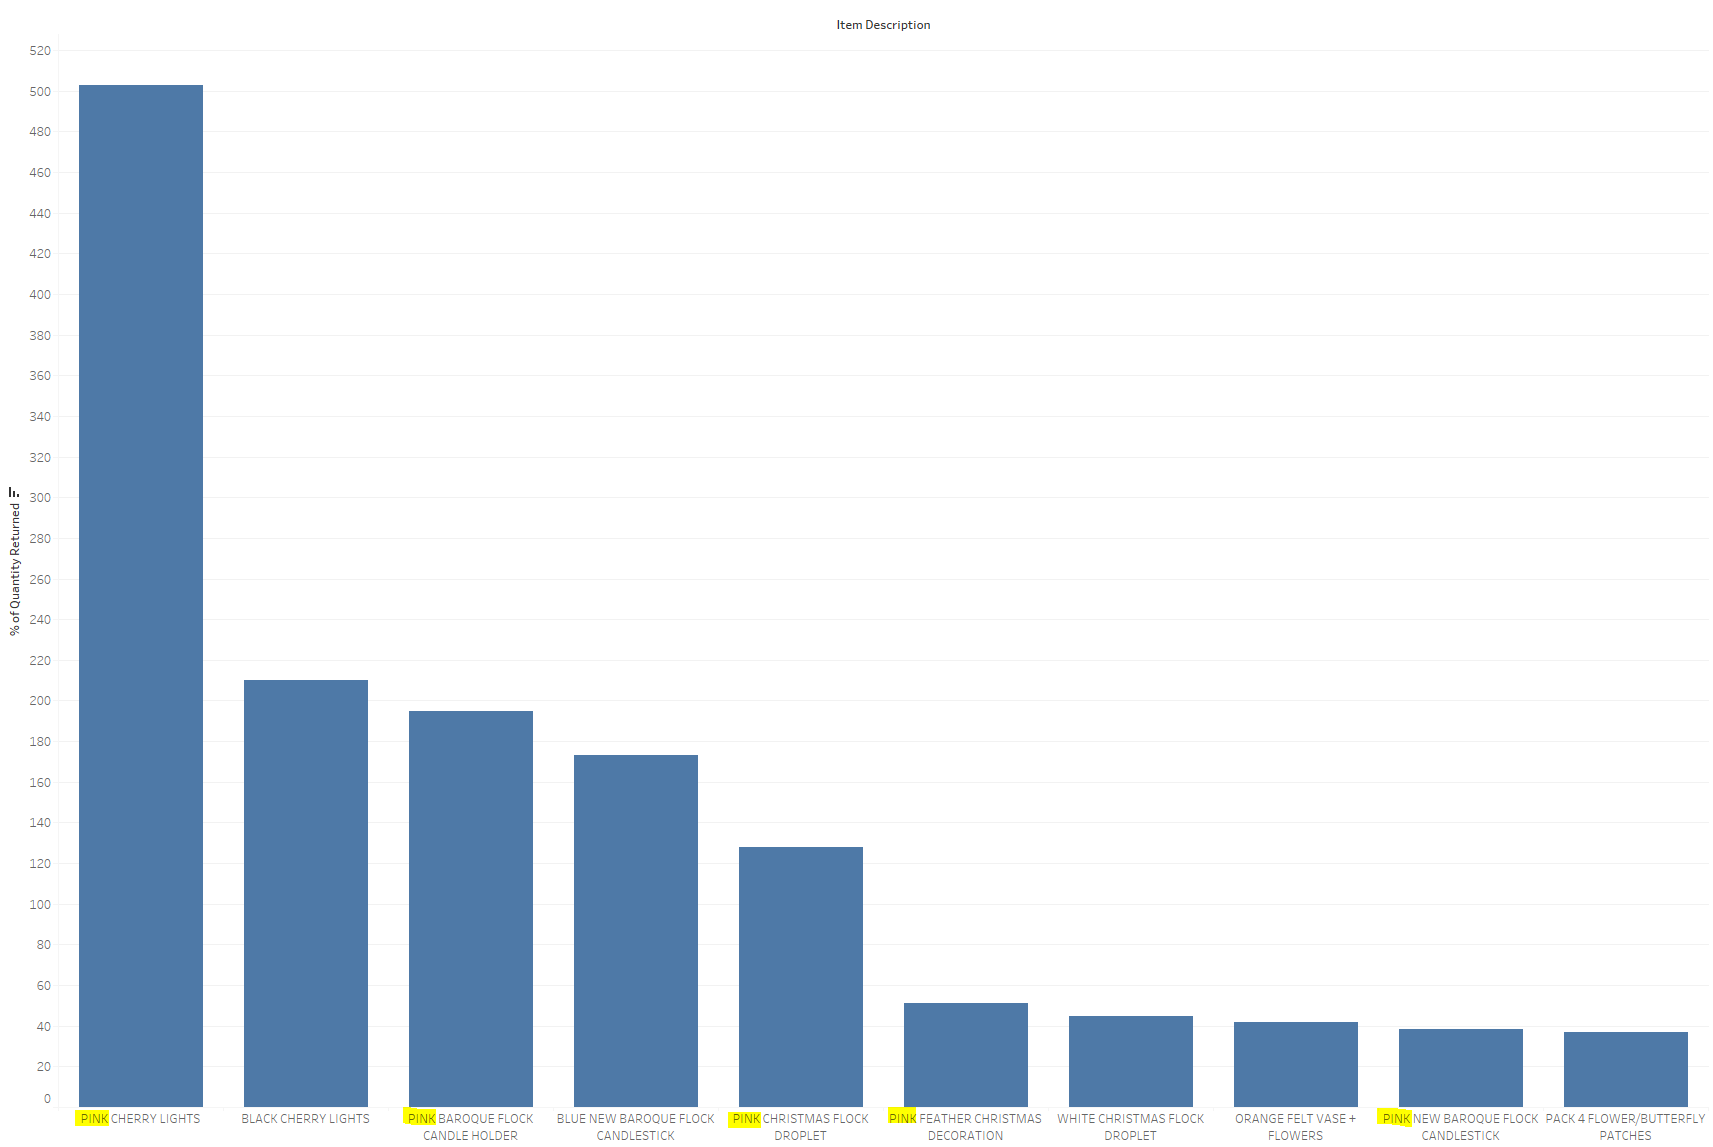 Item Description
520
500
480
460
440
420
400
380
360
340
320
300
280
260
240
220
200
180
160
140
120
100
80
60
40
20
0
% of Quantity Returned
PINK CHERRY LIGHTS
BLACK CHERRY LIGHTS
PINK BAROQUE FLOCK
CANDLE HOLDER
BLUE NEW BAROQUE FLOCK
CANDLESTICK
PINK CHRISTMAS FLOCK
DROPLET
PINK FEATHER CHRISTMAS
DECORATION
WHITE CHRISTMAS FLOCK
DROPLET
ORANGE FELT VASE +
FLOWERS
PINK NEW BAROQUE FLOCK
CANDLESTICK
PACK 4 FLOWER/BUTTERFLY
PATCHES